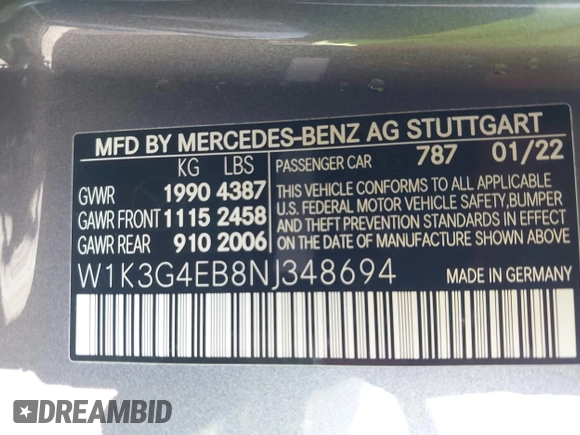 MFD BY MERCEDES-BENZ AG STUTTGART
KG LBS
PASSENGER CAR 787 01/22
GVWR 1990 4387
GAWR FRONT 1115 2458
GAWR REAR 910 2006
THIS VEHICLE CONFORMS TO ALL APPLICABLE
U.S. FEDERAL MOTOR VEHICLE SAFETY, BUMPER
AND THEFT PREVENTION STANDARDS IN EFFECT
ON THE DATE OF MANUFACTURE SHOWN ABOVE.
W1K3G4EB8NJ348694
MADE IN GERMANY
DREAMBID